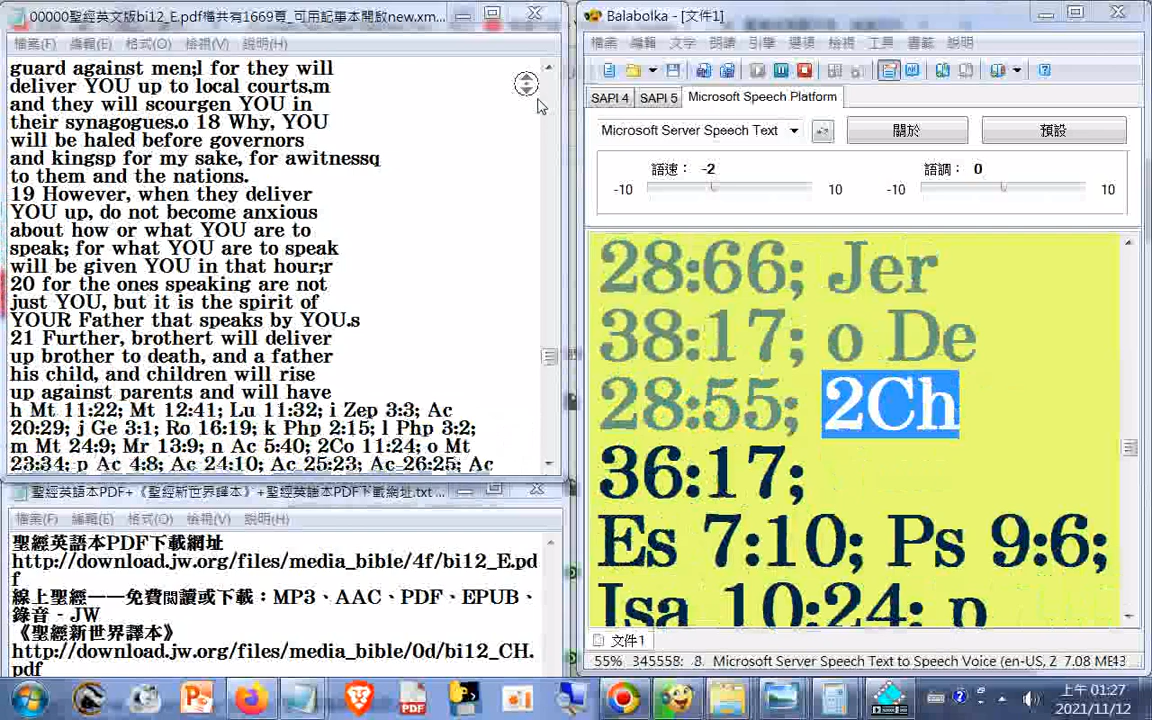 00000聖經英文版bi12_E.pdf檔共有1669頁_可用記事本開啟new.xm...
檔案(F) 編輯(E) 格式(O) 檢視(V) 說明(H)
guard against men;l for they will
deliver YOU up to local courts,m
and they will scourgen YOU in
their synagogues.o 18 Why, YOU
will be haled before governors
and kingsp for my sake, for awitnessq
to them and the nations.
19 However, when they deliver
YOU up, do not become anxious
about how or what YOU are to
speak; for what YOU are to speak
will be given YOU in that hour;r
20 for the ones speaking are not
just YOU, but it is the spirit of
YOUR Father that speaks by YOU.s
21 Further, brothert will deliver
up brother to death, and a father
his child, and children will rise
up against parents and will have
h Mt 11:22; Mt 12:41; Lu 11:32; i Zep 3:3; Ac
20:29; j Ge 3:1; Ro 16:19; k Php 2:15; l Php 3:2;
m Mt 24:9; Mr 13:9; n Ac 5:40; 2Co 11:24; o Mt
23:34; p Ac 4:8; Ac 24:10; Ac 25:23; Ac 26:25; Ac
聖經英語本PDF+《聖經新世界譯本》+聖經英語本PDF下載網址.txt ...
檔案(F) 編輯(E) 格式(O) 檢視(V) 說明(H)
聖經英語本PDF下載網址
http://download.jw.org/files/media_bible/4f/bi12_E.pd
f
線上聖經——免費閱讀或下載：MP3、AAC、PDF、EPUB、
錄音 - JW
《聖經新世界譯本》
http://download.jw.org/files/media_bible/0d/bi12_CH.
pdf
Balabolka - [文件1]
檔案 編輯 文字 朗讀 引擎 選項 檢視 工具 書籤 說明
SAPI 4 SAPI 5 Microsoft Speech Platform
Microsoft Server Speech Text 關於 預設
語速： -2 語調： 0
-10 10 -10 10
28:66; Jer
38:17; o De
28:55; 2Ch
36:17;
Es 7:10; Ps 9:6;
Isa 10:24; p
文件1
55% 345558: 8. Microsoft Server Speech Text to Speech Voice (en-US, Z 7.08 ME43
上午 01:27
2021/11/12